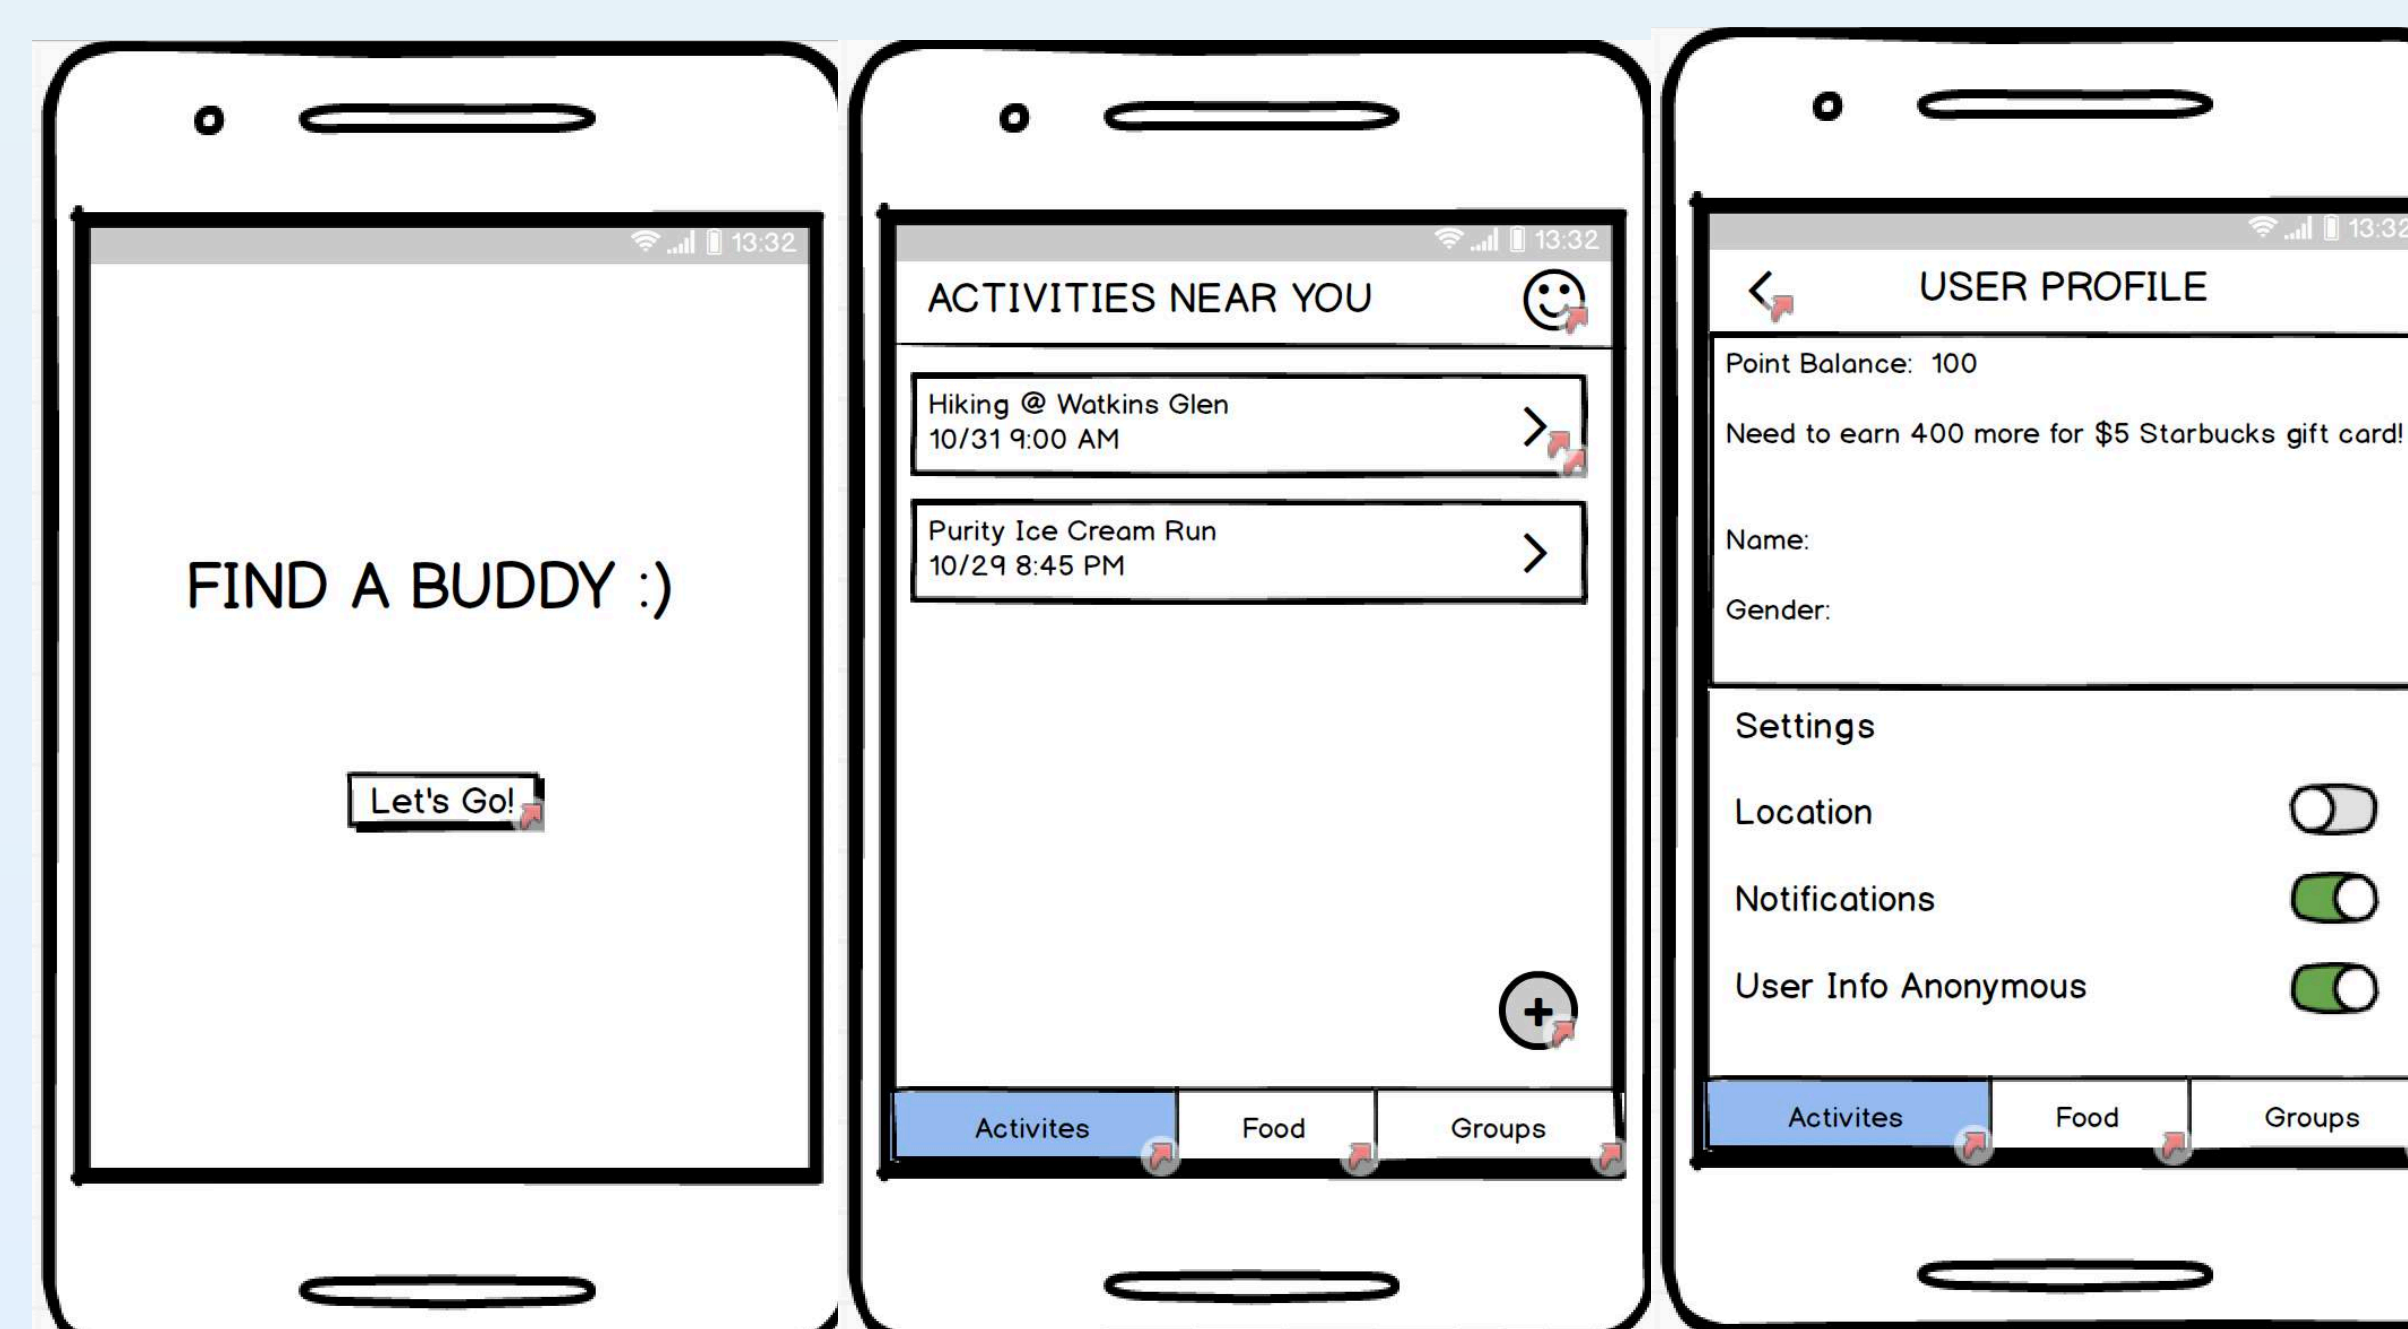 13:32
FIND A BUDDY :)
Let's Go!
13:32
ACTIVITIES NEAR YOU
Hiking @ Watkins Glen
10/31 9:00 AM
Purity Ice Cream Run
10/29 8:45 PM
+
Activites
Food
Groups
13:32
USER PROFILE
Point Balance: 100
Need to earn 400 more for $5 Starbucks gift card!
Name:
Gender:
Settings
Location
Notifications
User Info Anonymous
Activites
Food
Groups